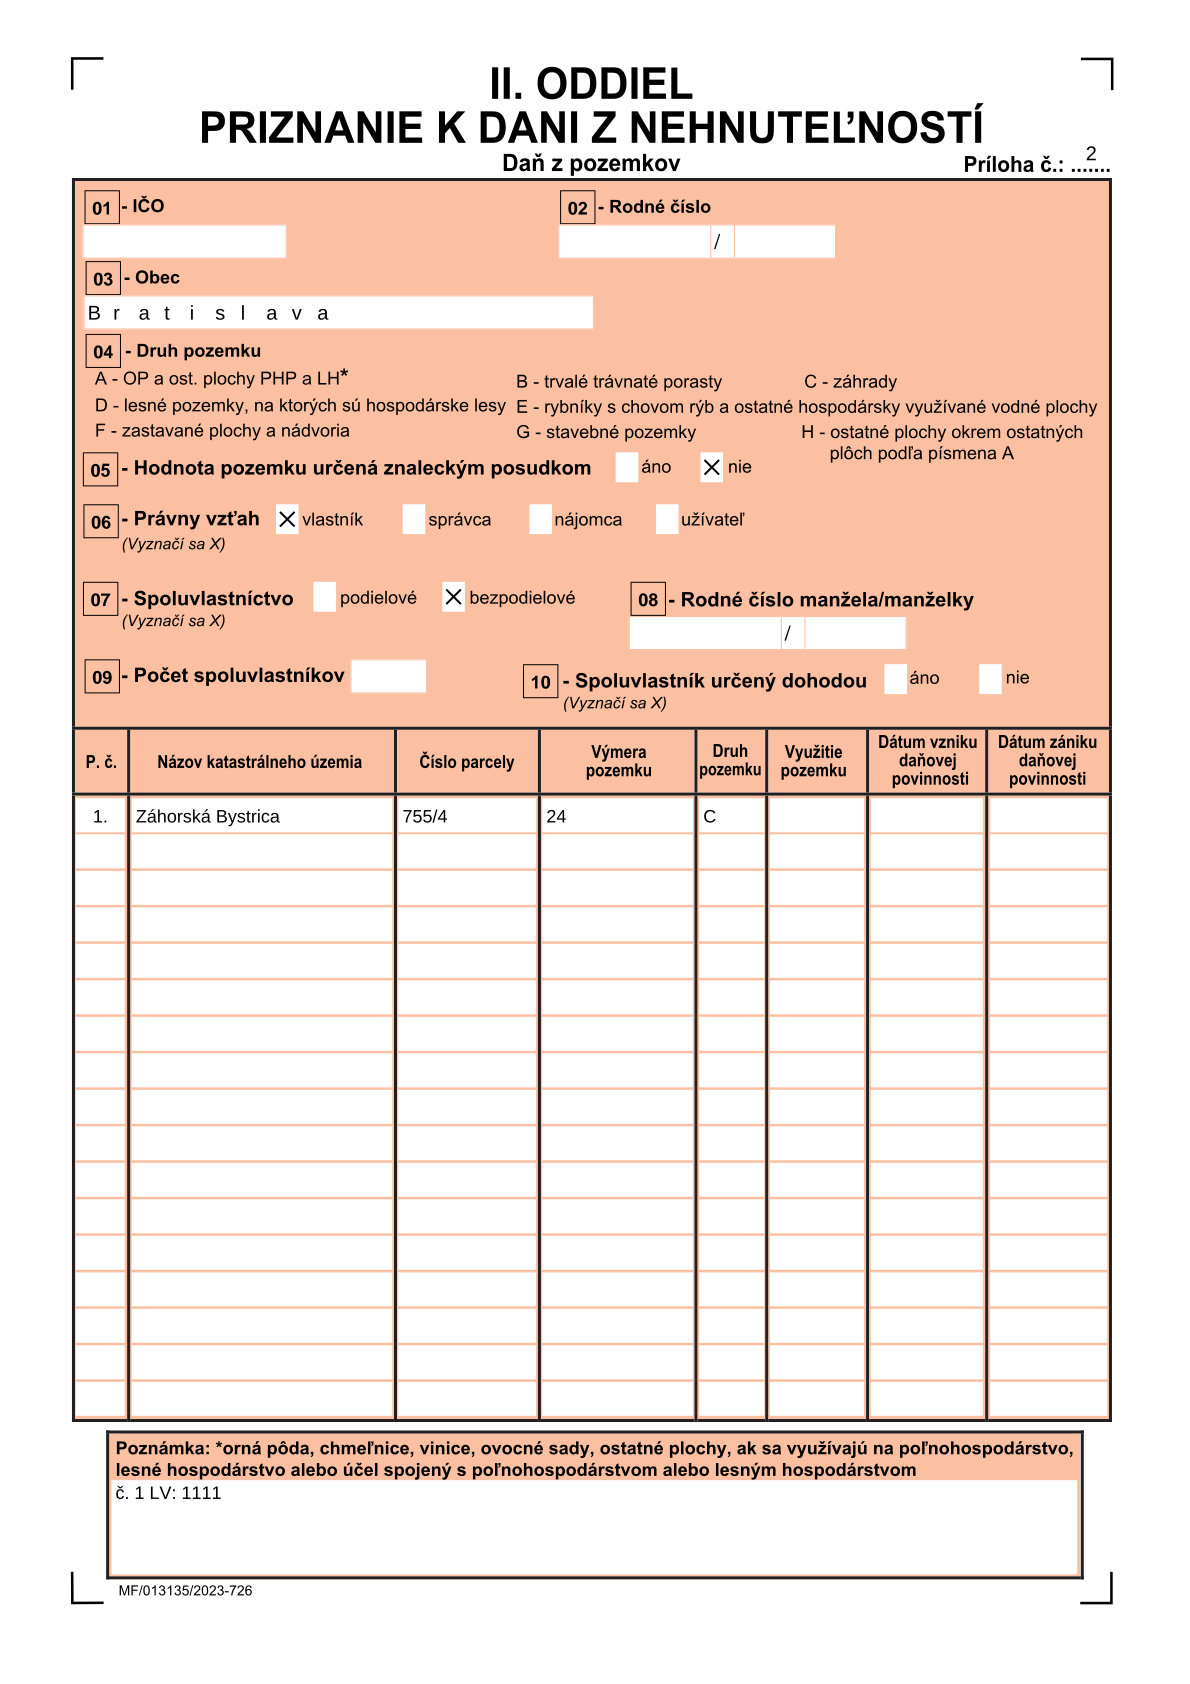 II. ODDIEL
PRIZNANIE K DANI Z NEHNUTEĽNOSTÍ
Daň z pozemkov
Príloha č.: ....... 2
01 - IČO
02 - Rodné číslo
/
03 - Obec
Bratislava
04 - Druh pozemku
A - OP a ost. plochy PHP a LH*
B - trvalé trávnaté porasty
C - záhrady
D - lesné pozemky, na ktorých sú hospodárske lesy
E - rybníky s chovom rýb a ostatné hospodársky využívané vodné plochy
F - zastavané plochy a nádvoria
G - stavebné pozemky
H - ostatné plochy okrem ostatných
plôch podľa písmena A
05 - Hodnota pozemku určená znaleckým posudkom áno X nie
06 - Právny vzťah X vlastník správca nájomca užívateľ
(Vyznačí sa X)
07 - Spoluvlastníctvo podielové X bezpodielové
(Vyznačí sa X)
08 - Rodné číslo manžela/manželky
/
09 - Počet spoluvlastníkov
10 - Spoluvlastník určený dohodou áno nie
(Vyznačí sa X)
P. č.
Názov katastrálneho územia
Číslo parcely
Výmera
pozemku
Druh
pozemku
Využitie
pozemku
Dátum vzniku
daňovej
povinnosti
Dátum zániku
daňovej
povinnosti
1. Záhorská Bystrica 755/4 24 C
Poznámka: *orná pôda, chmeľnice, vinice, ovocné sady, ostatné plochy, ak sa využívajú na poľnohospodárstvo,
lesné hospodárstvo alebo účel spojený s poľnohospodárstvom alebo lesným hospodárstvom
č. 1 LV: 1111
MF/013135/2023-726